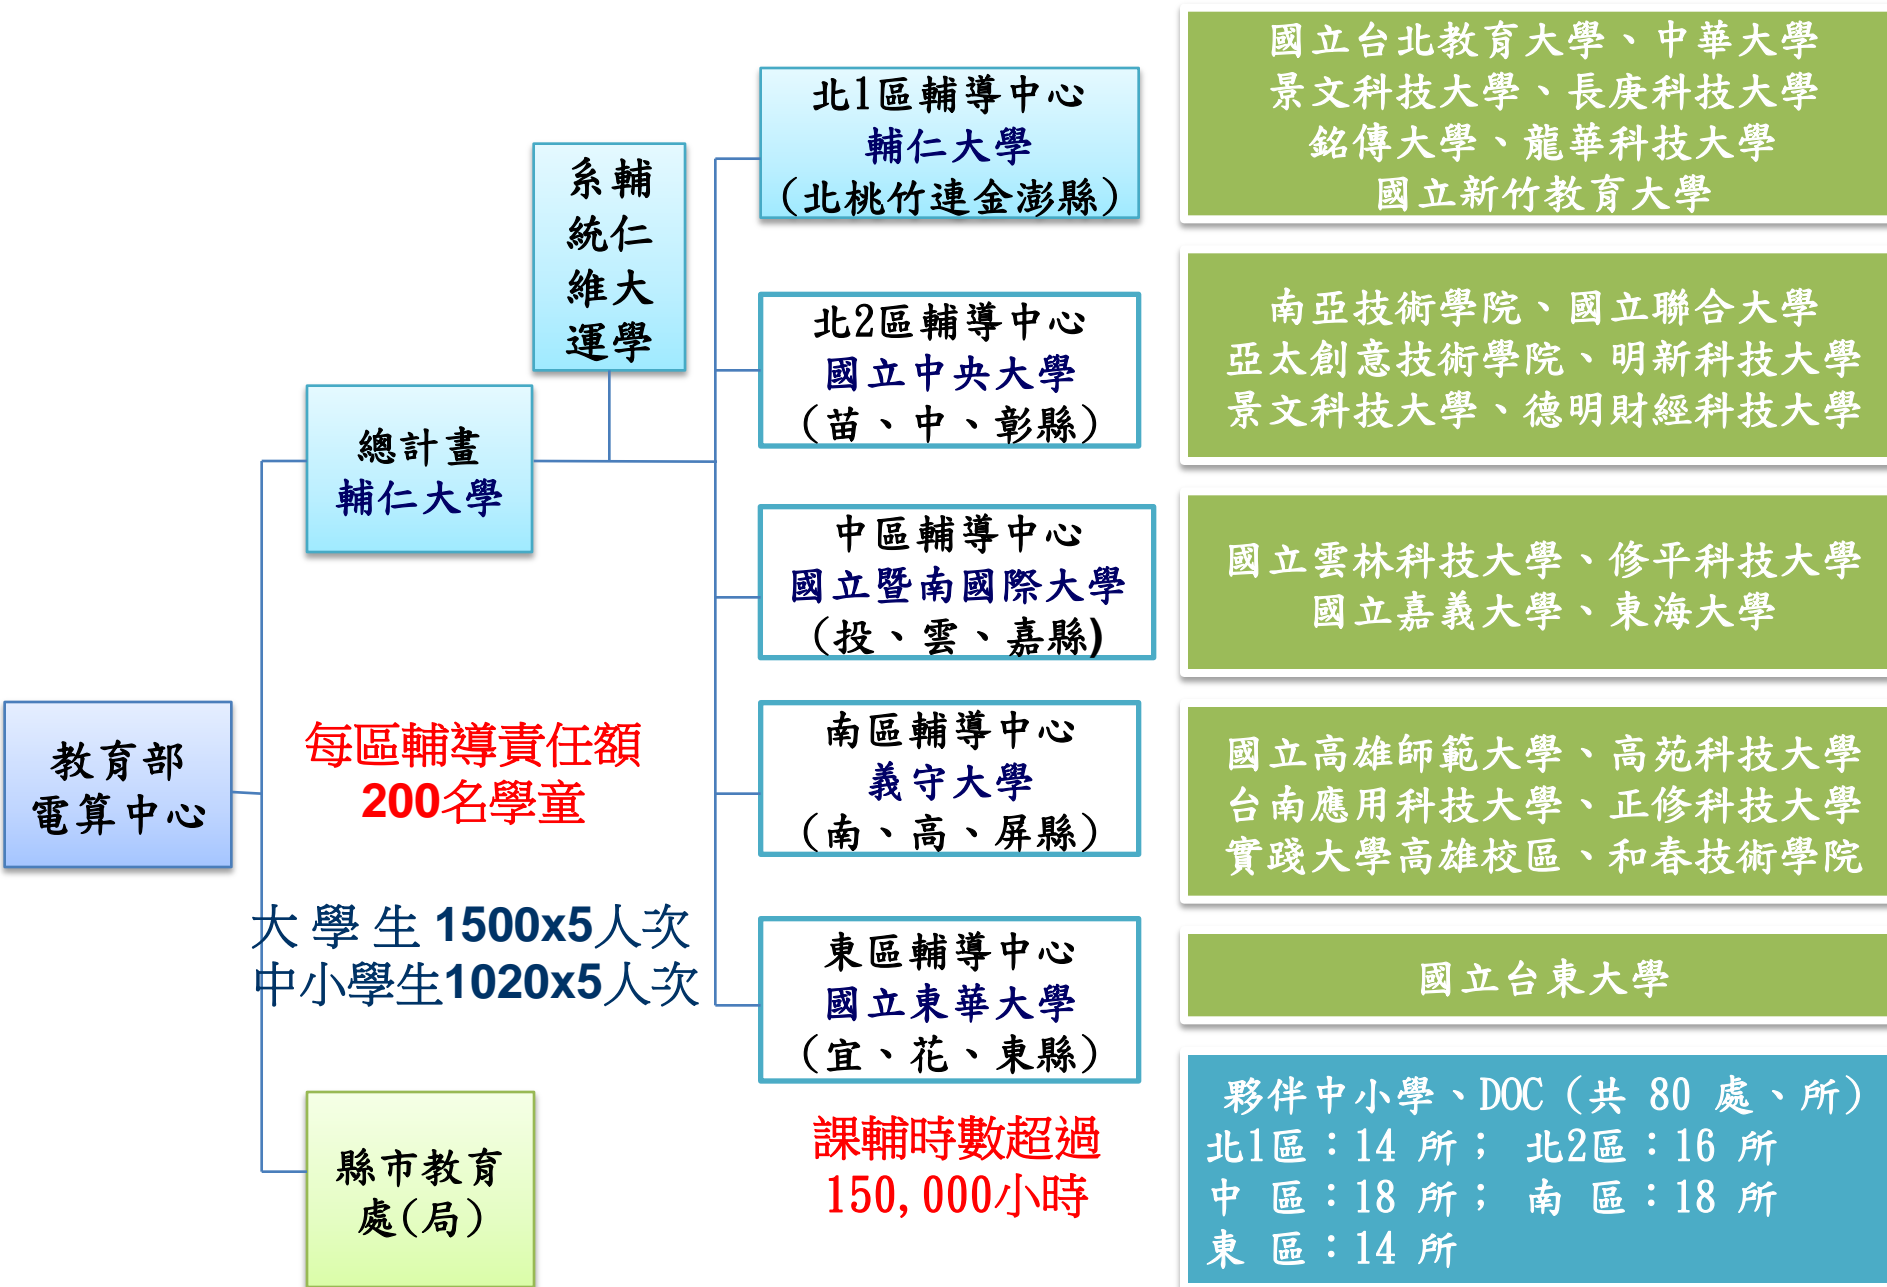 教育部
電算中心
總計畫
輔仁大學
縣市教育
處(局)
系輔
統仁
維大
運學
每區輔導責任額
200名學童
大 學 生 1500x5人次
中小學生1020x5人次
北1區輔導中心
輔仁大學
(北桃竹連金澎縣)
北2區輔導中心
國立中央大學
(苗、中、彰縣)
中區輔導中心
國立暨南國際大學
(投、雲、嘉縣)
南區輔導中心
義守大學
(南、高、屏縣)
東區輔導中心
國立東華大學
(宜、花、東縣)
課輔時數超過
150,000小時
國立台北教育大學、中華大學
景文科技大學、長庚科技大學
銘傳大學、龍華科技大學
國立新竹教育大學
南亞技術學院、國立聯合大學
亞太創意技術學院、明新科技大學
景文科技大學、德明財經科技大學
國立雲林科技大學、修平科技大學
國立嘉義大學、東海大學
國立高雄師範大學、高苑科技大學
台南應用科技大學、正修科技大學
實踐大學高雄校區、和春技術學院
國立台東大學
夥伴中小學、DOC (共 80 處、所)
北1區：14 所； 北2區：16 所
中 區：18 所； 南 區：18 所
東 區：14 所